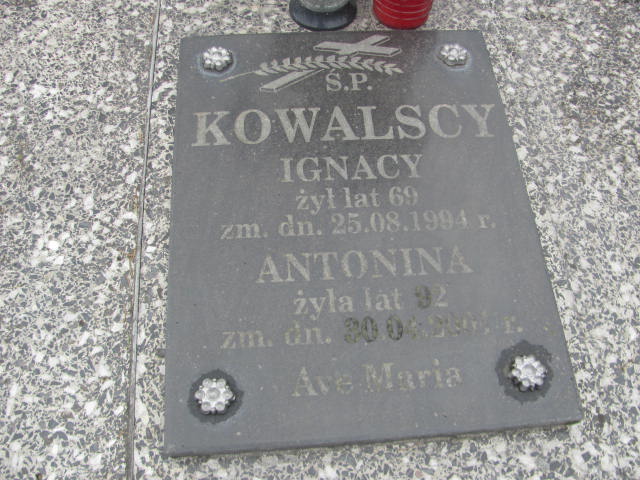 Ś.P.
KOWALSCY
IGNACY
żył lat 69
zm. dn. 25.08.1994 r.
ANTONINA
żyła lat 92
zm. dn. r.
Ave Maria